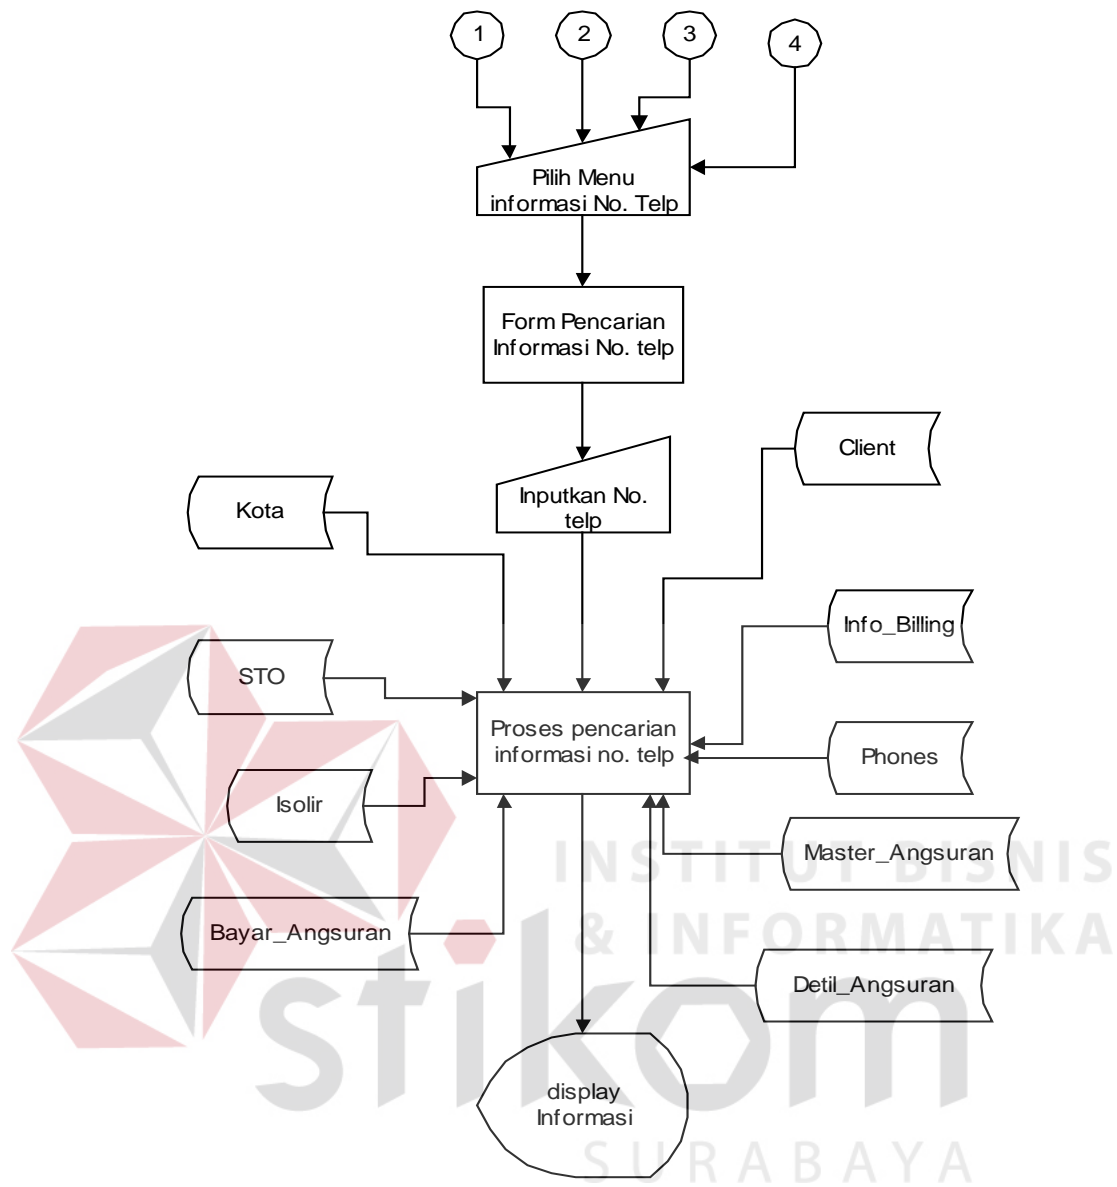 1
2
3
4
Pilih Menu
informasi No. Telp
Form Pencarian
Informasi No. telp
Client
Inputkan No.
telp
Kota
Info_Billing
STO
Proses pencarian
informasi no. telp
Phones
Isolir
Master_Angsuran
INSTITUT BISNIS
& INFORMATIKA
Bayar_Angsuran
Detil_Angsuran
stikom
display
Informasi
SURABAYA